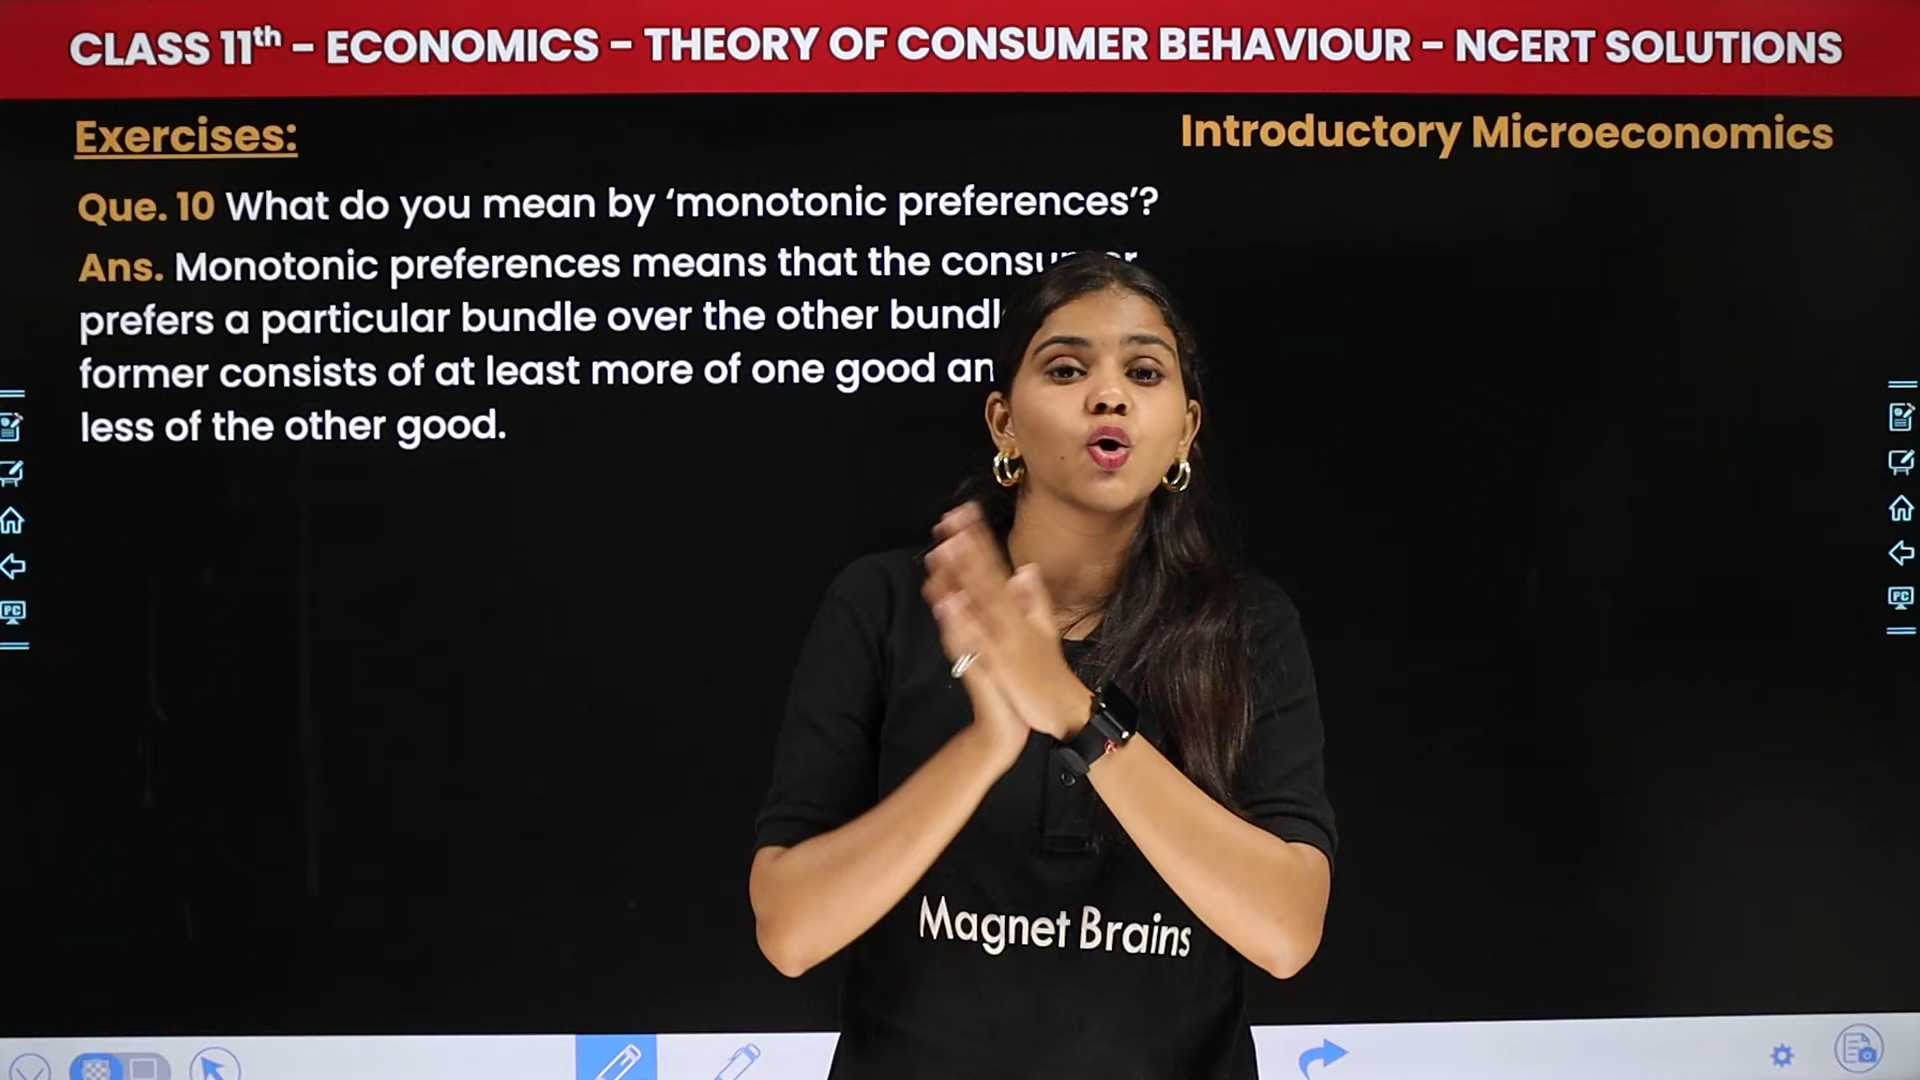 CLASS 11th – ECONOMICS – THEORY OF CONSUMER BEHAVIOUR – NCERT SOLUTIONS
Exercises:
Introductory Microeconomics
Que. 10 What do you mean by ‘monotonic preferences’?
Ans. Monotonic preferences means that the
prefers a particular bundle over the other
former consists of at least more of one good
less of the other good.
PC
PC
Magnet Brains